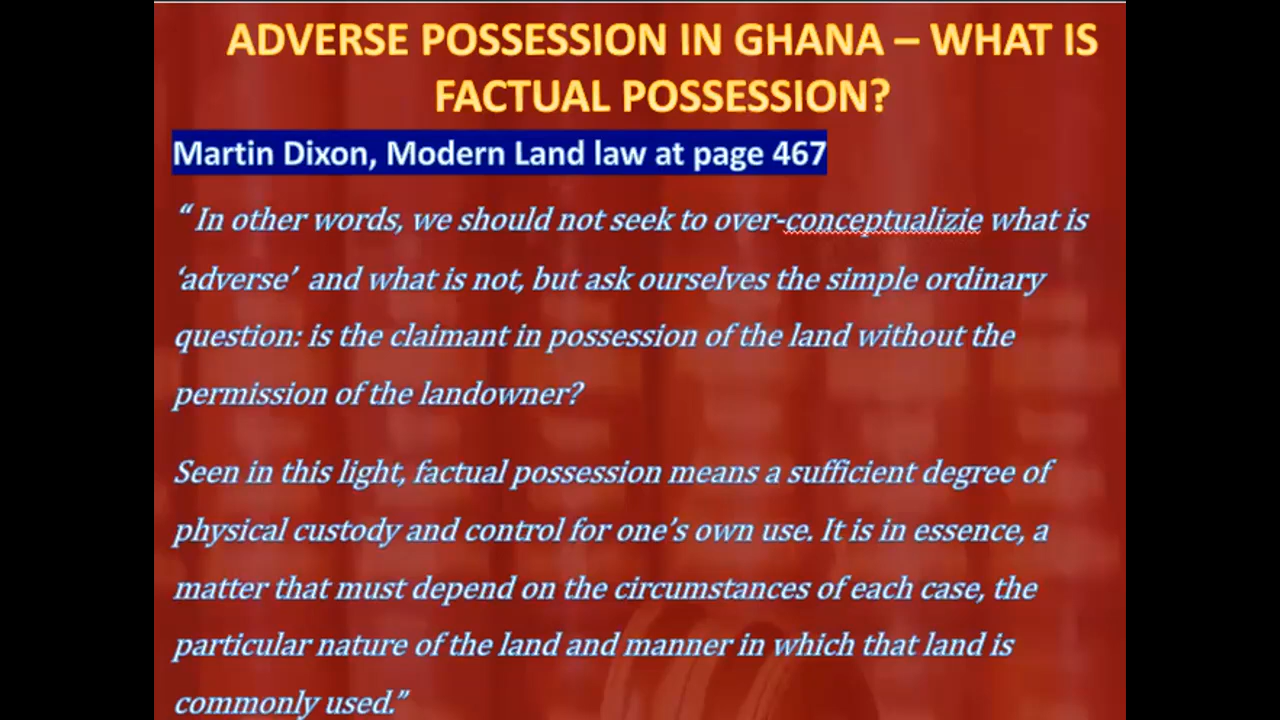 ADVERSE POSSESSION IN GHANA – WHAT IS
FACTUAL POSSESSION?
Martin Dixon, Modern Land law at page 467
“ In other words, we should not seek to over-conceptualizie what is
‘adverse’ and what is not, but ask ourselves the simple ordinary
question: is the claimant in possession of the land without the
permission of the landowner?
Seen in this light, factual possession means a sufficient degree of
physical custody and control for one’s own use. It is in essence, a
matter that must depend on the circumstances of each case, the
particular nature of the land and manner in which that land is
commonly used.”